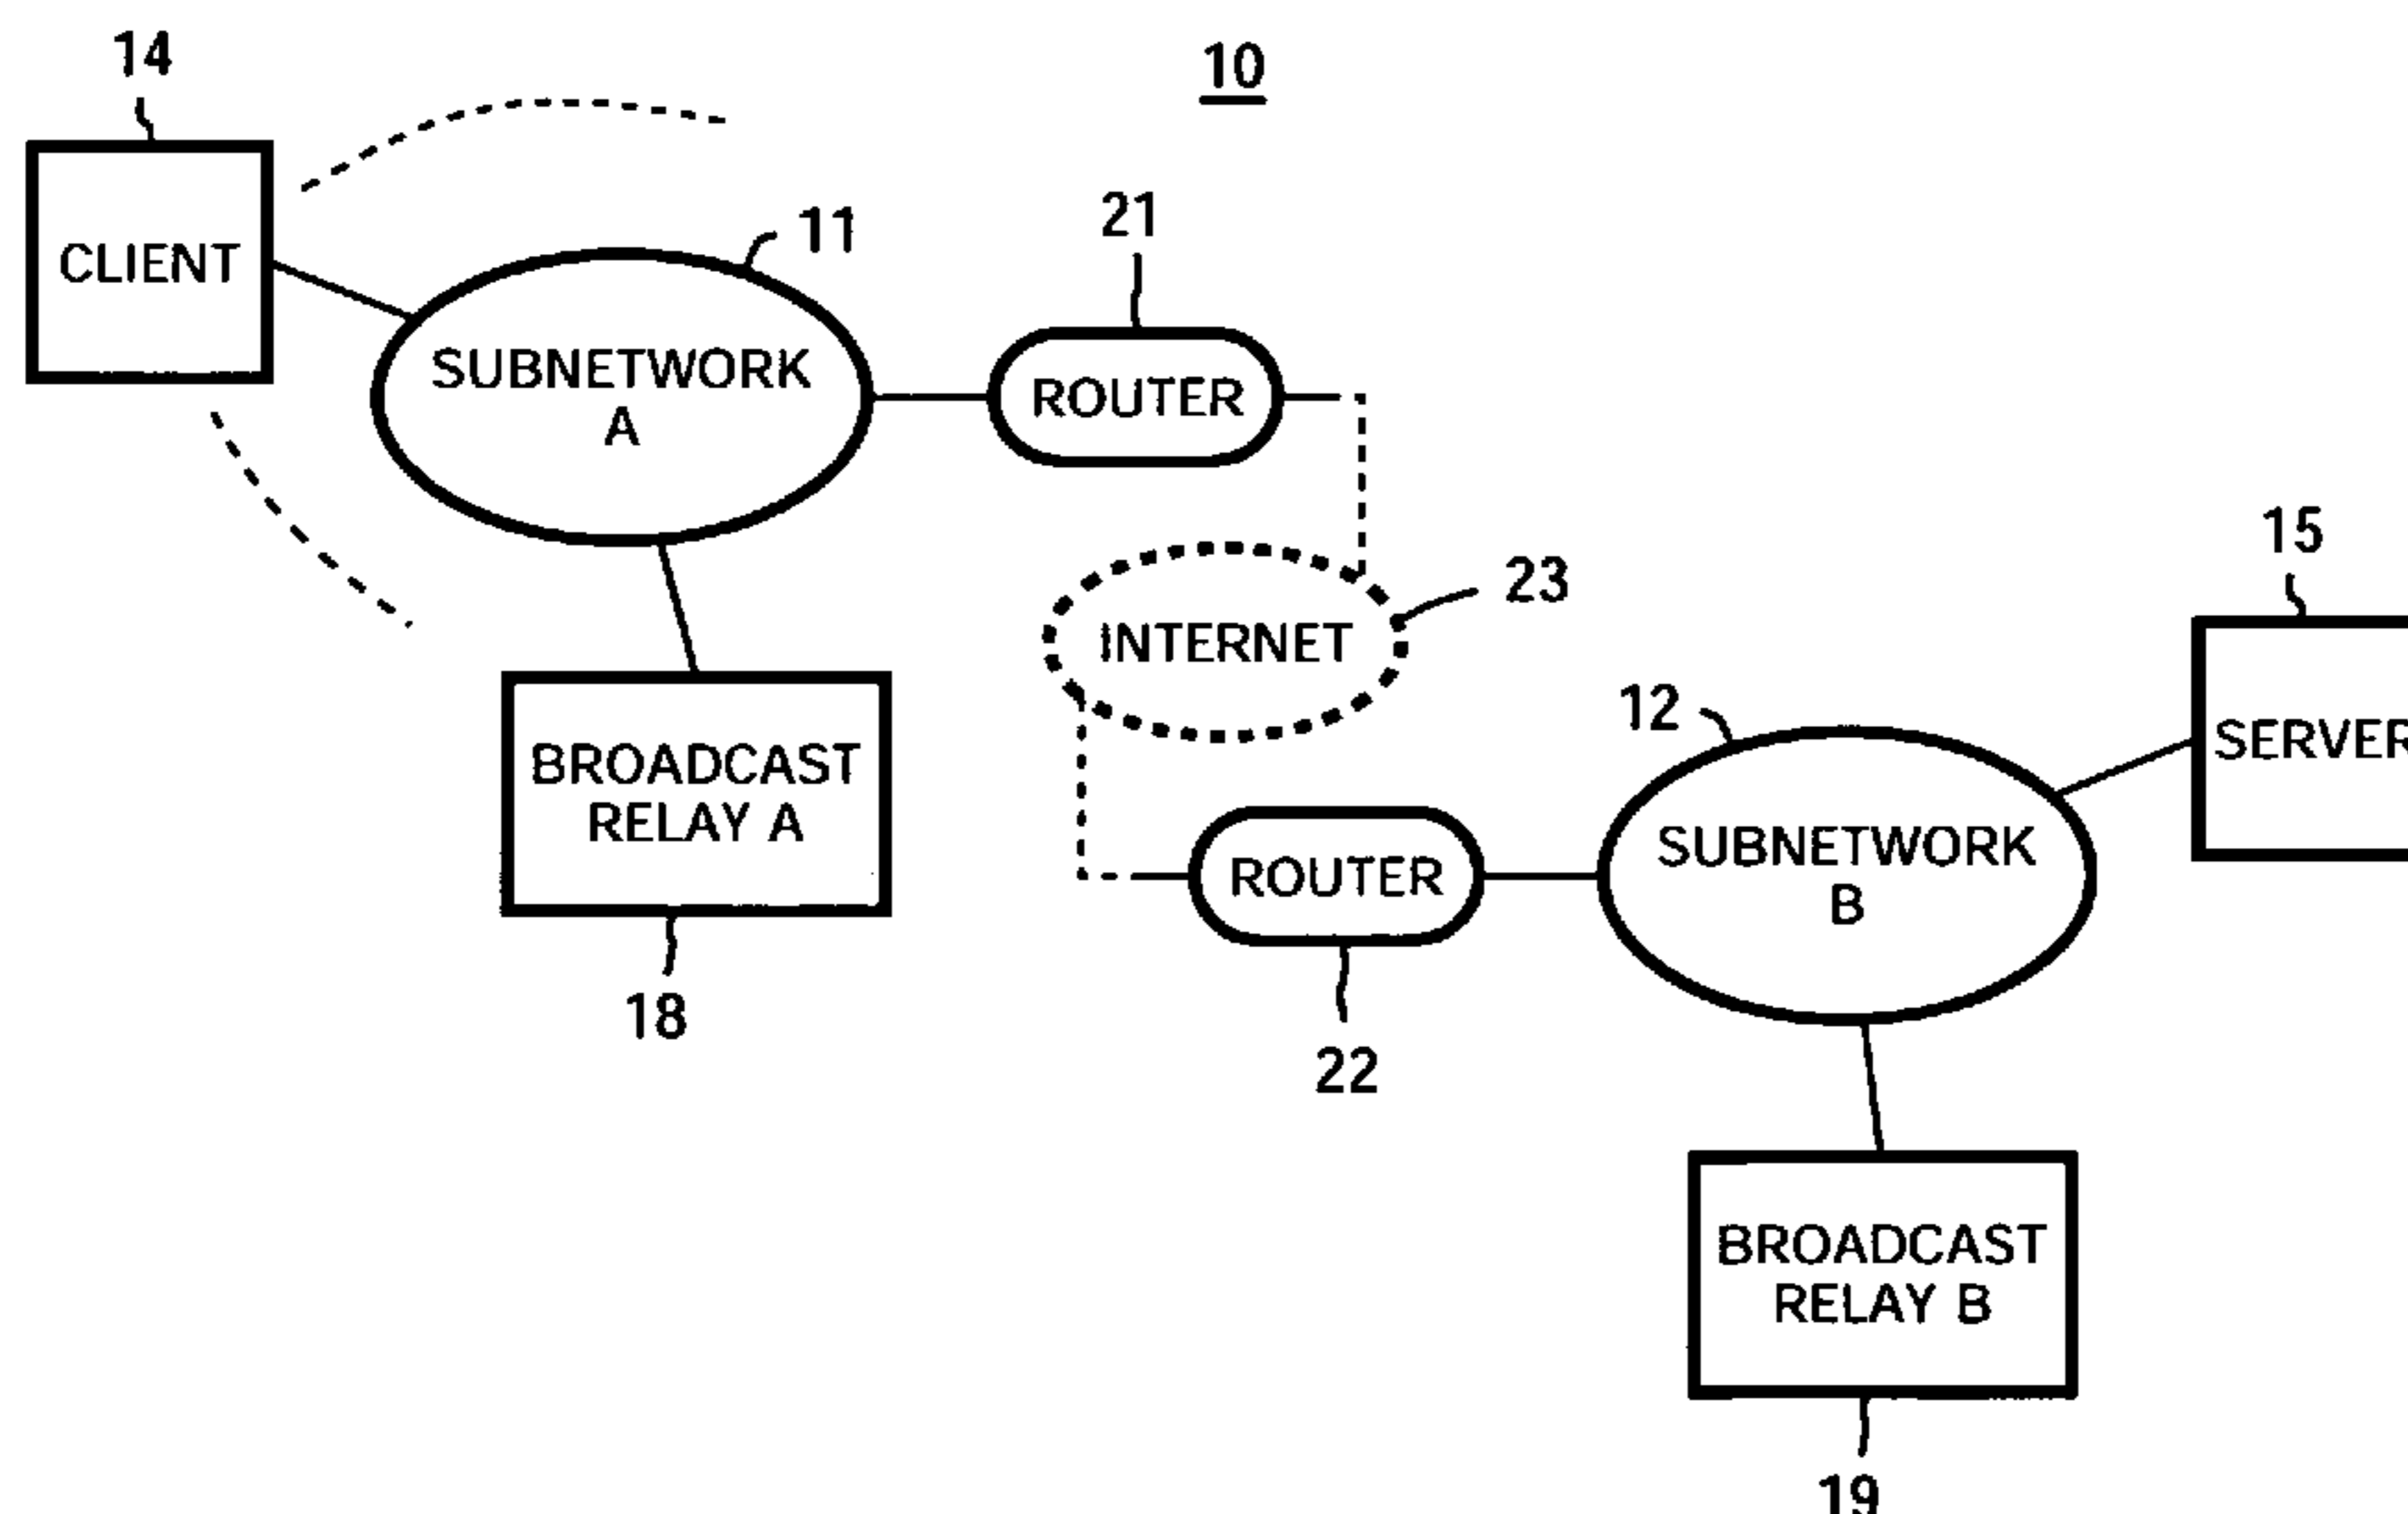 14
10
CLIENT
11
21
SUBNETWORK
A
ROUTER
INTERNET
23
15
BROADCAST
RELAY A
12
SERVER
ROUTER
SUBNETWORK
B
18
22
BROADCAST
RELAY B
19